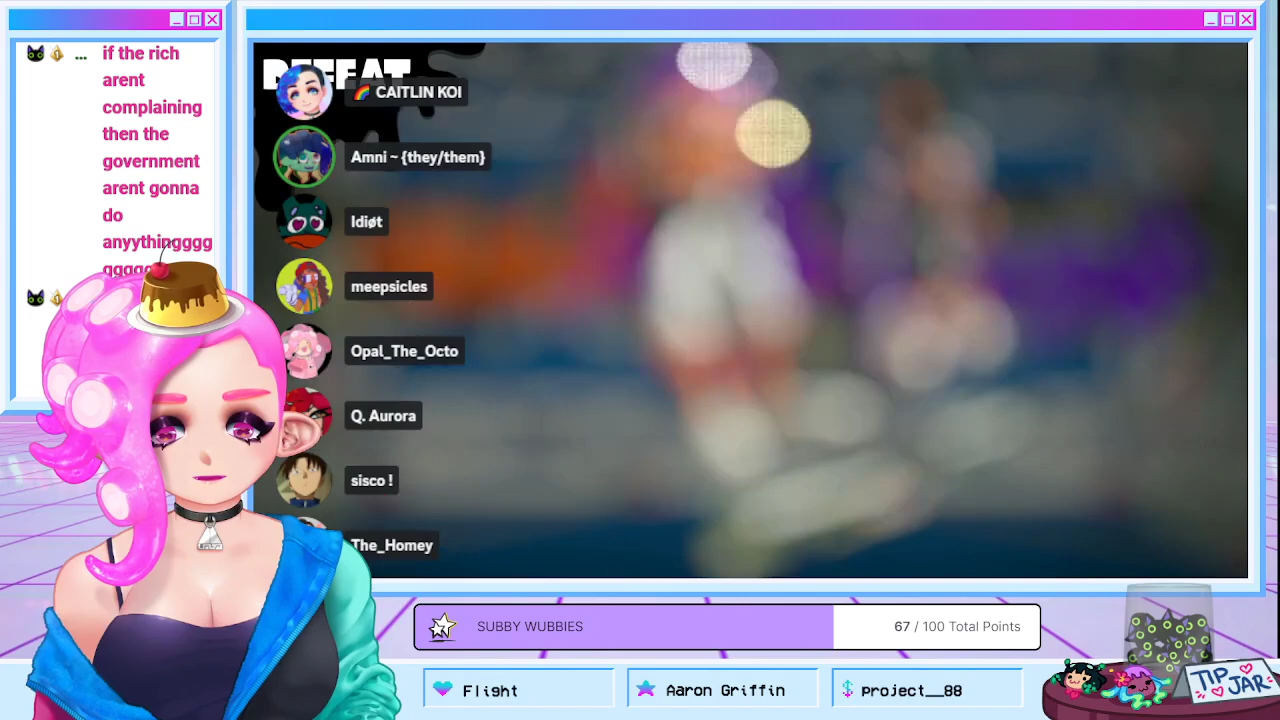 ... if the rich
arent
complaining
then the
government
arent gonna
do
anyythingggg
DEFEAT
🌈 CAITLIN KOI
Amni ~ {they/them}
Idiøt
meepsicles
Opal_The_Octo
Q. Aurora
sisco !
The_Homey
SUBBY WUBBIES
67 / 100 Total Points
Flight
Aaron Griffin
project__88
TIP
JAR